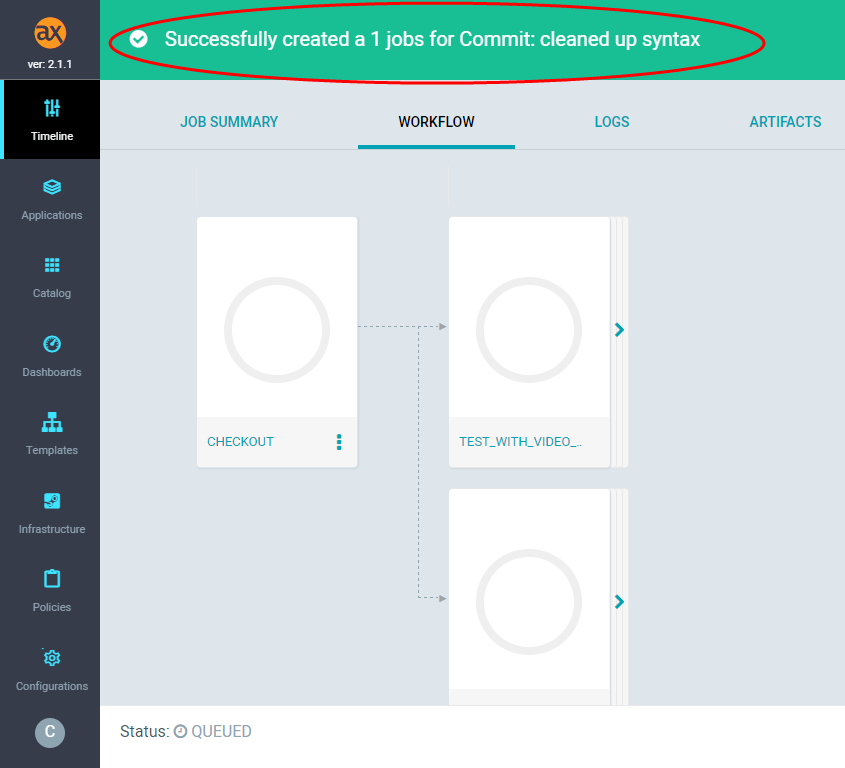 ax
ver: 2.1.1
Successfully created a 1 jobs for Commit: cleaned up syntax
Timeline
Applications
Catalog
Dashboards
Templates
Infrastructure
Policies
Configurations
C
JOB SUMMARY WORKFLOW LOGS ARTIFACTS
CHECKOUT
TEST_WITH_VIDEO_..
Status: QUEUED